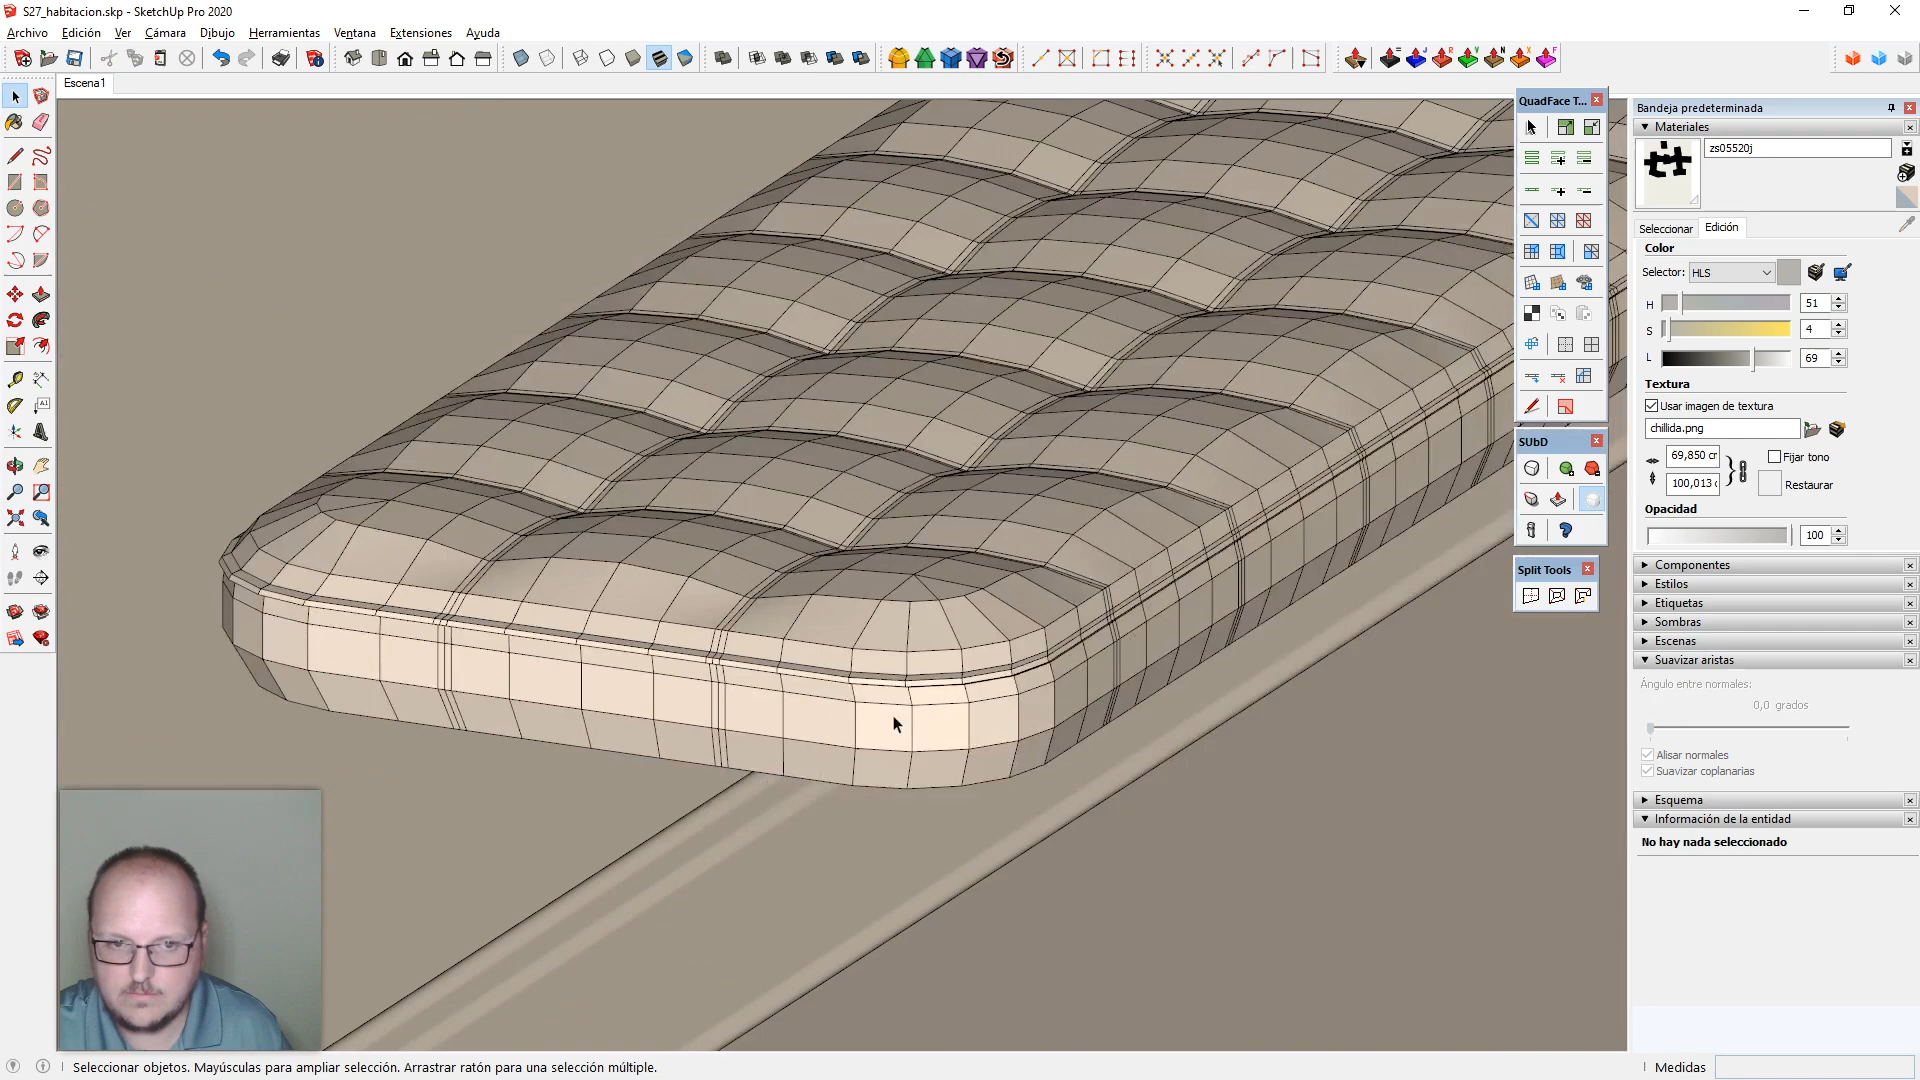 S27_habitacion.skp - SketchUp Pro 2020
Archivo Edición Ver Cámara Dibujo Herramientas Ventana Extensiones Ayuda
Escena1
QuadFace T...
SUbD
Split Tools
Bandeja predeterminada
Materiales
zs05520j
Seleccionar Edición
Color
Selector: HLS
H 51
S 4
L 69
Textura
Usar imagen de textura
chillida.png
69,850 cr
Fijar tono
100,013
Restaurar
Opacidad
100
Componentes
Estilos
Etiquetas
Sombras
Escenas
Suavizar aristas
Ángulo entre normales:
0,0 grados
Alisar normales
Suavizar coplanarias
Esquema
Información de la entidad
No hay nada seleccionado
Seleccionar objetos. Mayúsculas para ampliar selección. Arrastrar ratón para una selección múltiple.
Medidas